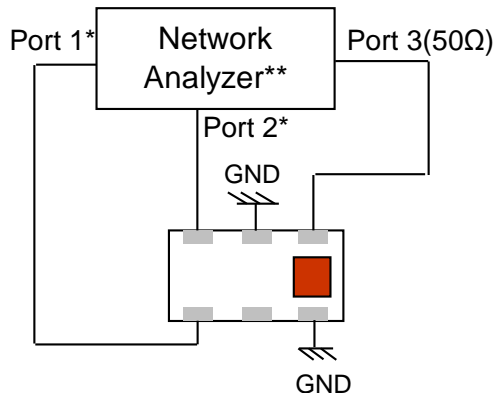 Port 1*
Network
Analyzer**
Port 3(50Ω)
Port 2*
GND
GND